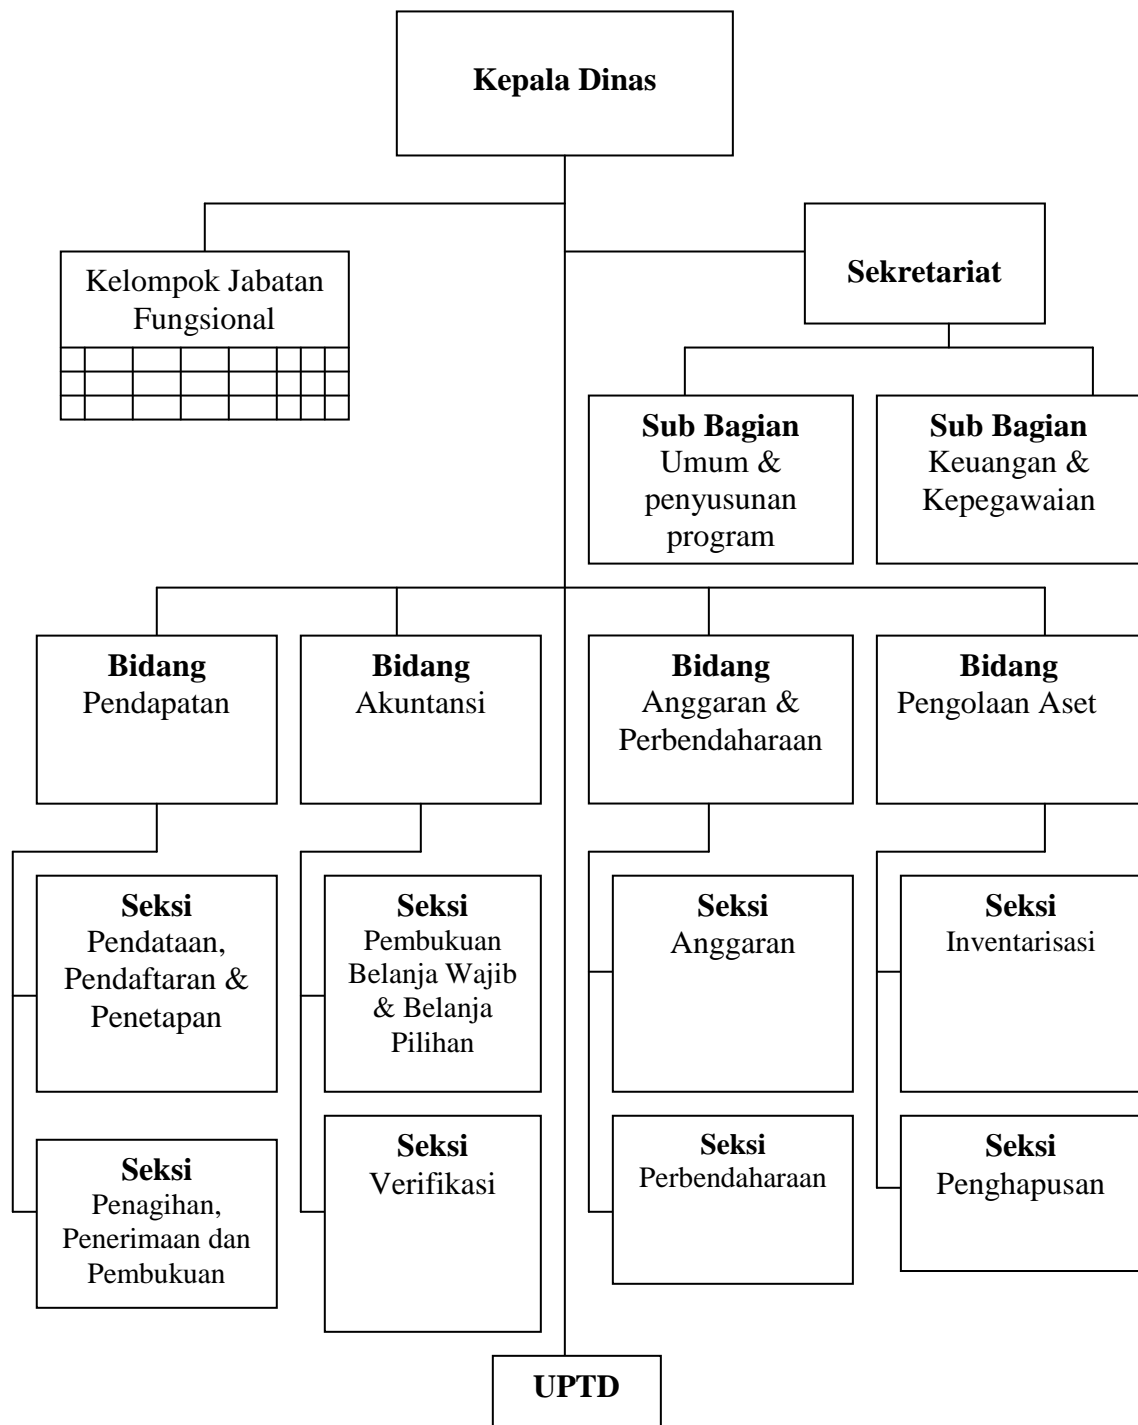 Kepala Dinas
Kelompok Jabatan
Fungsional
Sekretariat
Sub Bagian
Umum &
penyusunan
program
Sub Bagian
Keuangan &
Kepegawaian
Bidang
Pendapatan
Bidang
Akuntansi
Bidang
Anggaran &
Perbendaharaan
Bidang
Pengolaan Aset
Seksi
Pendataan,
Pendaftaran &
Penetapan
Seksi
Pembukuan
Belanja Wajib
& Belanja
Pilihan
Seksi
Anggaran
Seksi
Inventarisasi
Seksi
Penagihan,
Penerimaan dan
Pembukuan
Seksi
Verifikasi
Seksi
Perbendaharaan
Seksi
Penghapusan
UPTD